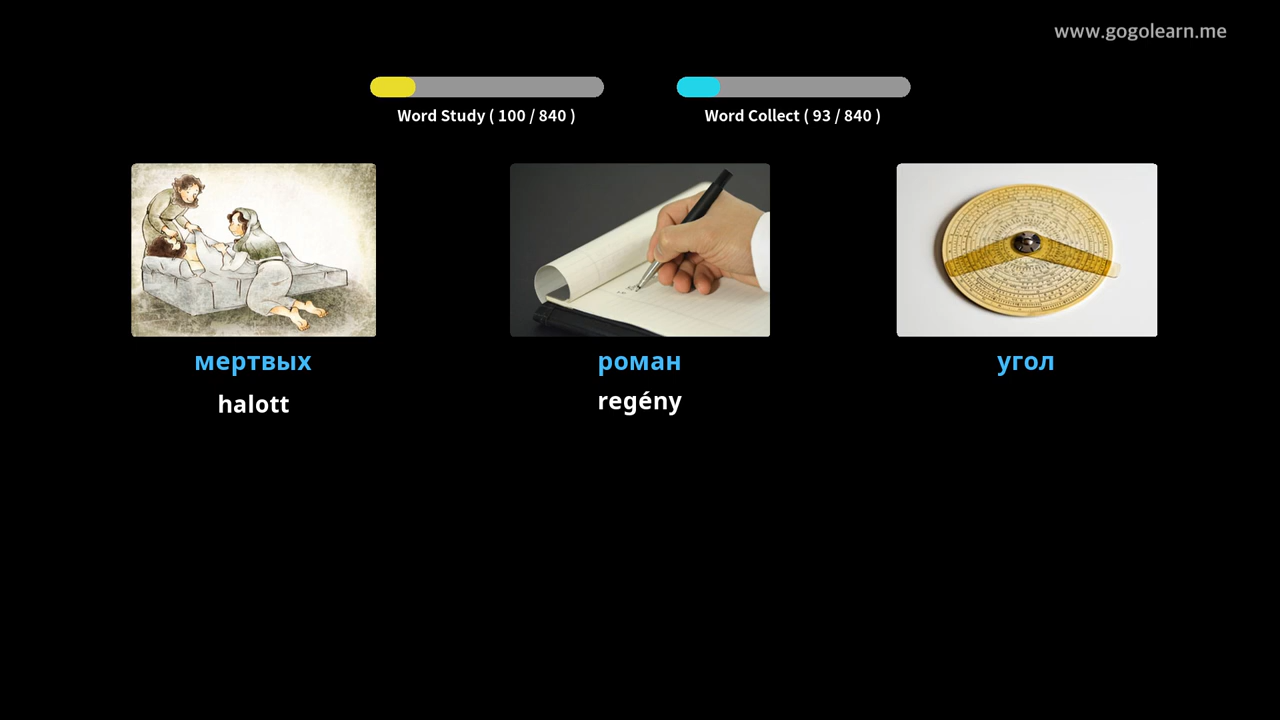 www.gogolearn.me
Word Study ( 100 / 840 )
Word Collect ( 93 / 840 )
мертвых
роман
угол
halott
regény